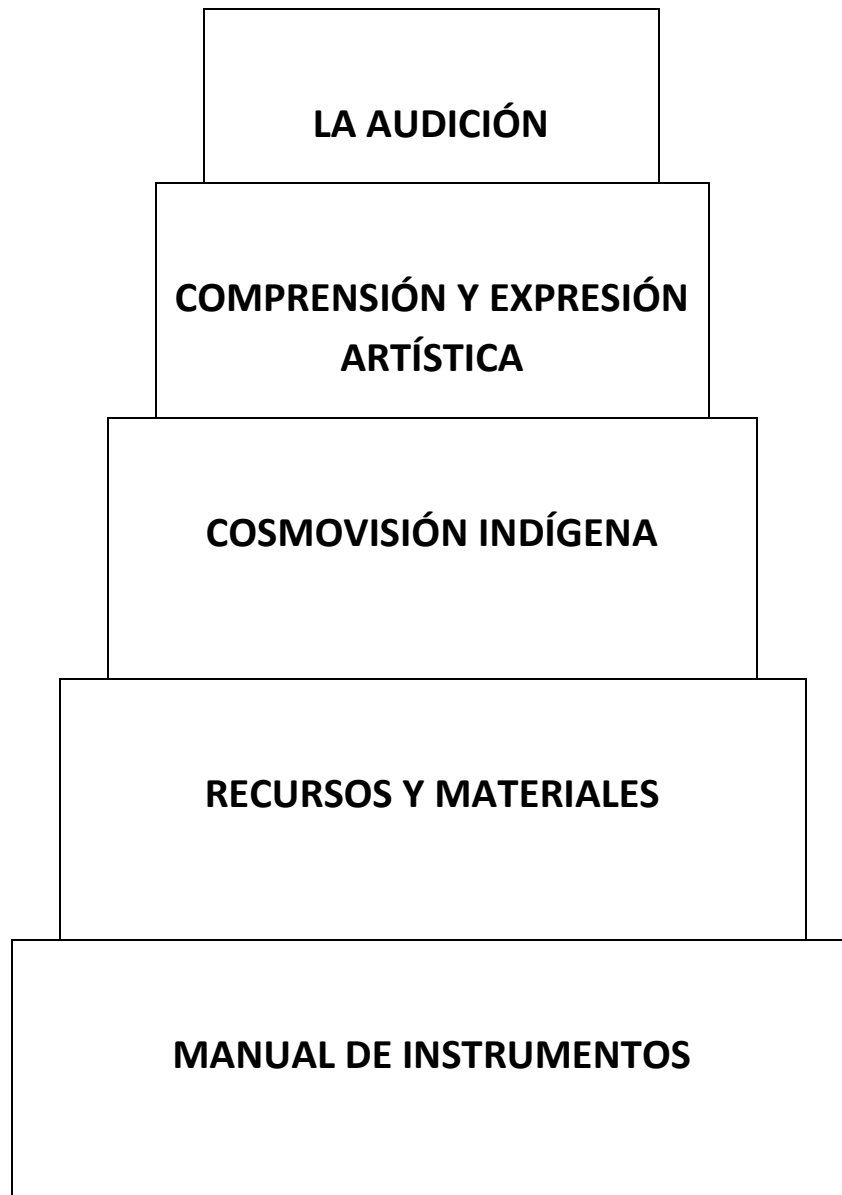 LA AUDICIÓN
COMPRENSIÓN Y EXPRESIÓN
ARTÍSTICA
COSMOVISIÓN INDÍGENA
RECURSOS Y MATERIALES
MANUAL DE INSTRUMENTOS